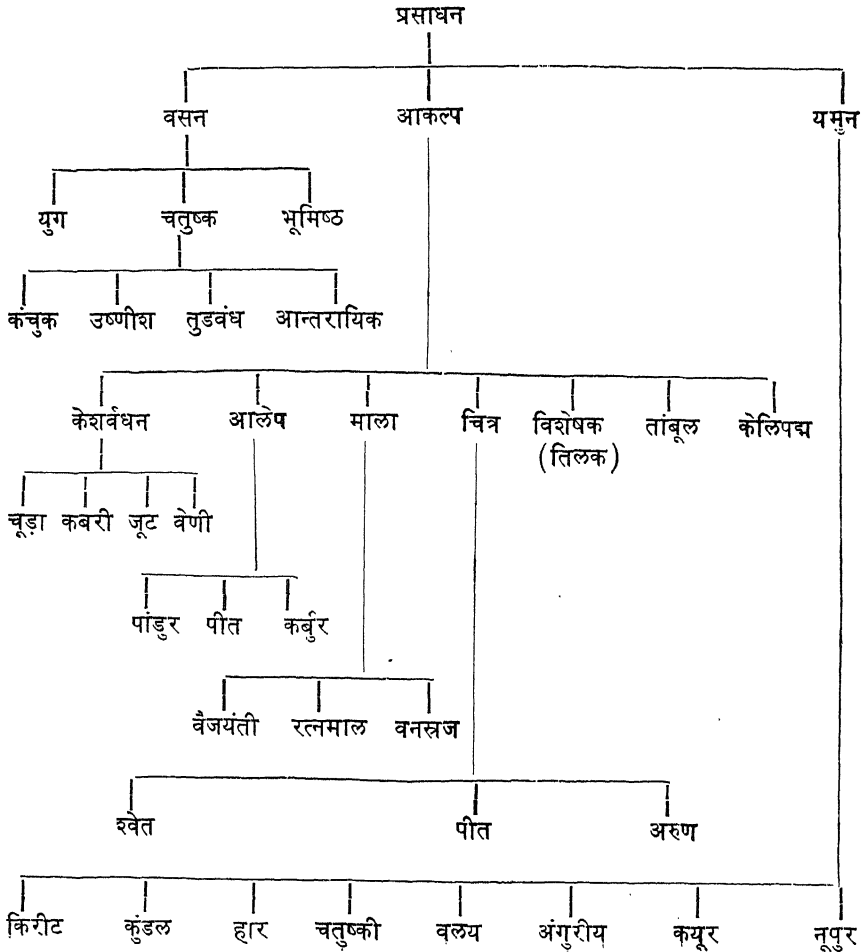 प्रसाधन
वसन आकल्प यमुन
युग चतुष्क भूमिष्ठ
कंचुक उष्णीश तुडवंध आन्तरायिक
केशर्वधन आलेप माला चित्र विशेषक तांबूल केलिपद्म
(तिलक)
चूड़ा कबरी जूट वेणी
पांडुर पीत कर्बुर
वैजयंती रत्नमाल वनस्रज
श्वेत पीत अरुण
किरीट कुंडल हार चतुष्की वलय अंगुरीय कयूर नूपुर